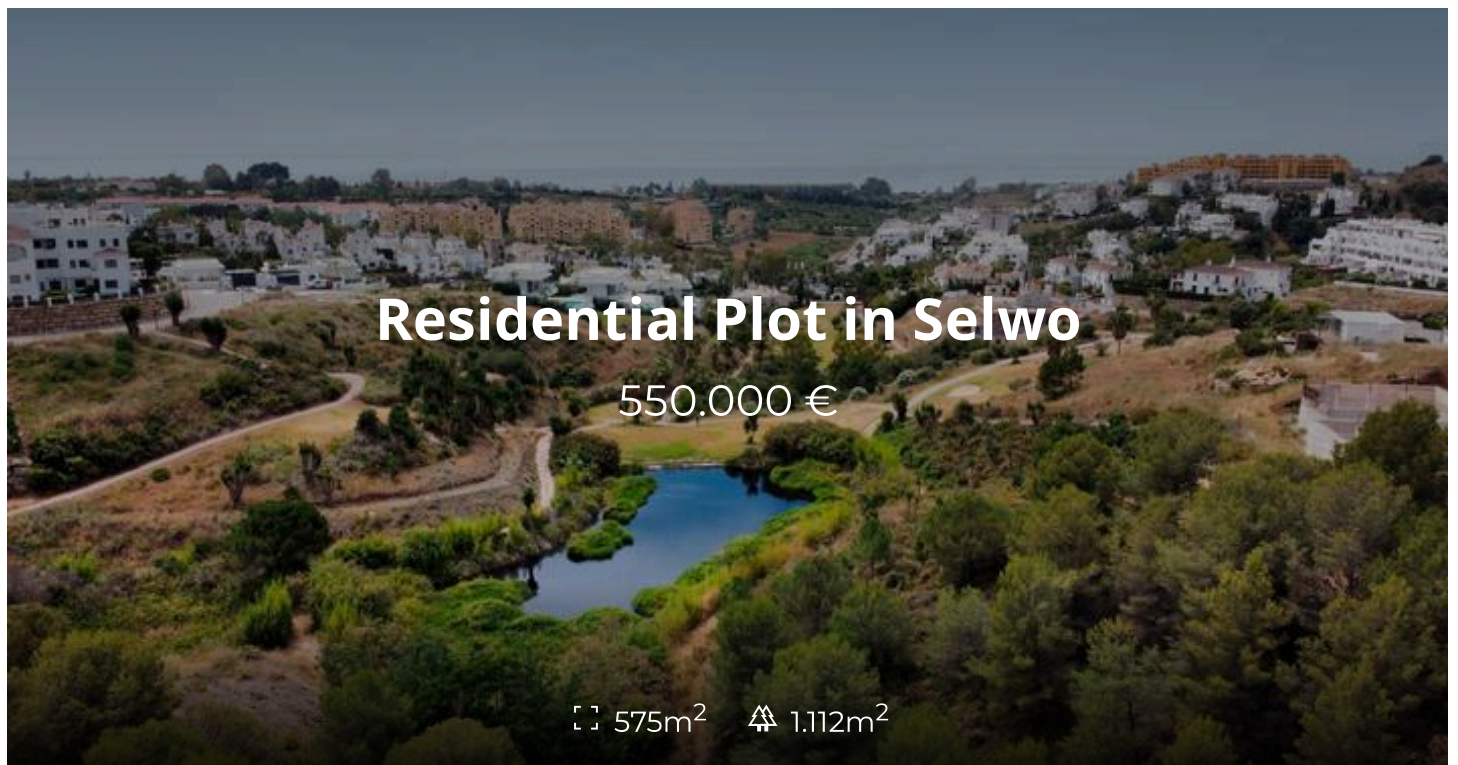 Residential Plot in Selwo
550.000 €
575m²
1.112m²